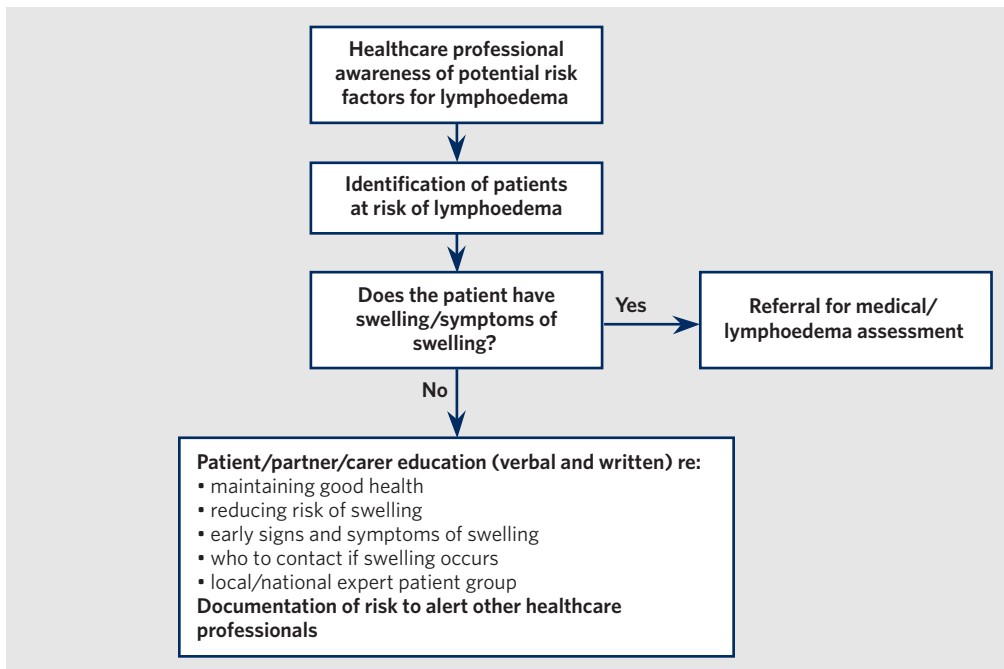 Healthcare professional
awareness of potential risk
factors for lymphoedema
Identification of patients
at risk of lymphoedema
Does the patient have
swelling/symptoms of
swelling?
Yes
Referral for medical/
lymphoedema assessment
No
Patient/partner/carer education (verbal and written) re:
• maintaining good health
• reducing risk of swelling
• early signs and symptoms of swelling
• who to contact if swelling occurs
• local/national expert patient group
Documentation of risk to alert other healthcare
professionals